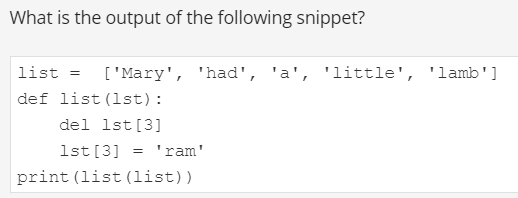 What is the output of the following snippet?
list =  ['Mary', 'had', 'a', 'little', 'lamb']
def list(lst):
    del lst[3]
    lst[3] = 'ram'
print(list(list))